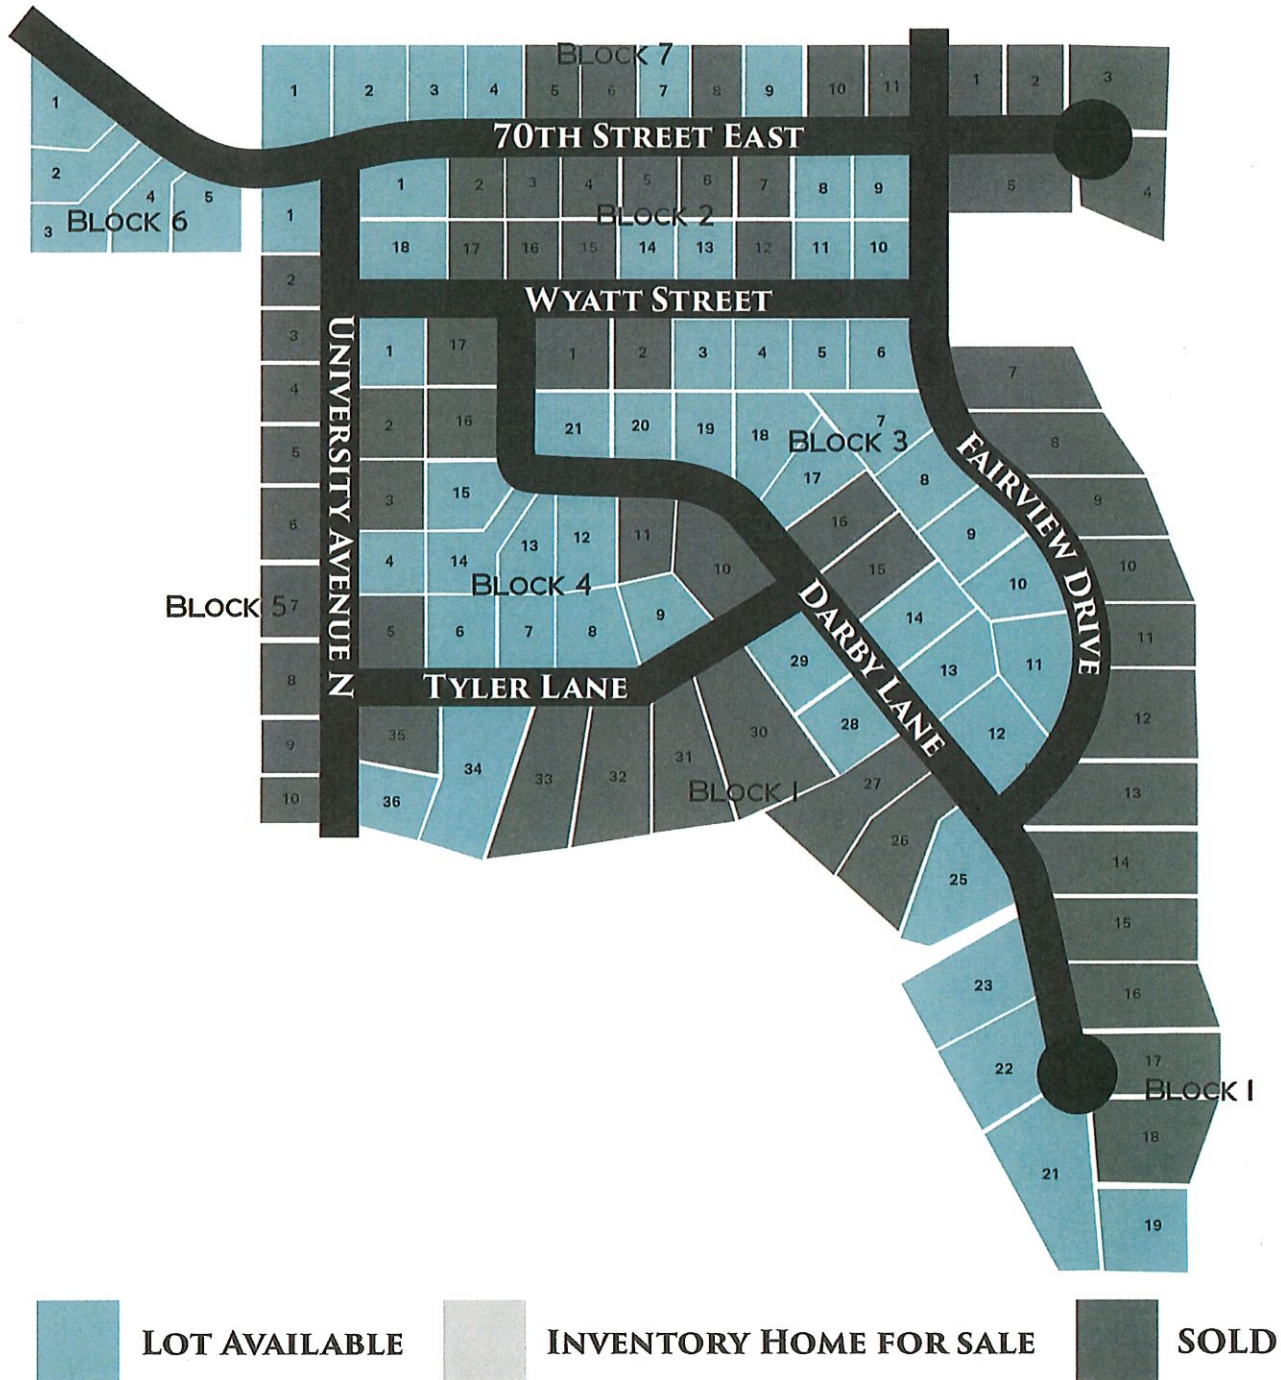 BLOCK 7
1 2 3 4 5 6 7 8 9 10 11 1 2 3
1
70TH STREET EAST
2
1 2 3 4 5 6 7 8 9 5 4
4 5
3 BLOCK 6
1
BLOCK 2
18 17 16 15 14 13 12 11 10
2
WYATT STREET
UNIVERSITY AVENUE N
3
1 17 1 2 3 4 5 6
7
4
2 16 21 20 19 18 7
BLOCK 3
8
5
3 15 17 8
9
6
16 9
4 14 13 12 11 10 15 10
10
BLOCK 4
FAIRVIEW DRIVE
BLOCK 5 7
5 6 7 8 9 14
11
DARBY LANE
29 13 11
8
TYLER LANE
12
28 12
9
35 34 33 32 31 30
BLOCK 1
27
13
10
36
26
14
25
15
23
16
22
17
BLOCK 1
18
21
19
LOT AVAILABLE
INVENTORY HOME FOR SALE
SOLD